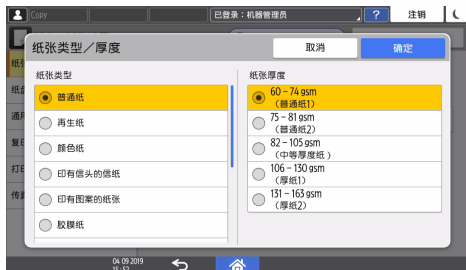 Copy
已登录：机器管理员
?
注销
纸张类型／厚度
取消
确定
纸张类型
普通纸
再生纸
颜色纸
印有信头的信纸
印有图案的纸张
胶膜纸
纸张厚度
60 – 74 gsm
（普通纸1）
75 – 81 gsm
（普通纸2）
82 – 105 gsm
（中等厚度纸 ）
106 – 130 gsm
（厚纸1）
131 – 163 gsm
（厚纸2）
04 09 2019
15 : 52